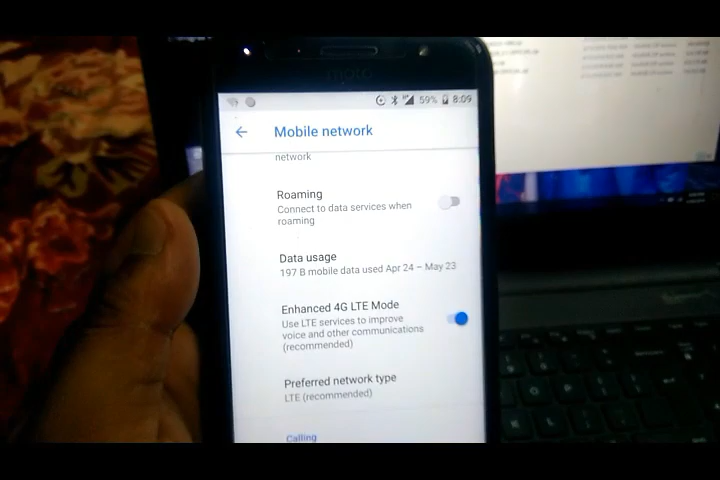 moto
59% 8:09
Mobile network
network
Roaming
Connect to data services when
roaming
Data usage
197 B mobile data used Apr 24 – May 23
Enhanced 4G LTE Mode
Use LTE services to improve
voice and other communications
(recommended)
Preferred network type
LTE (recommended)
Calling